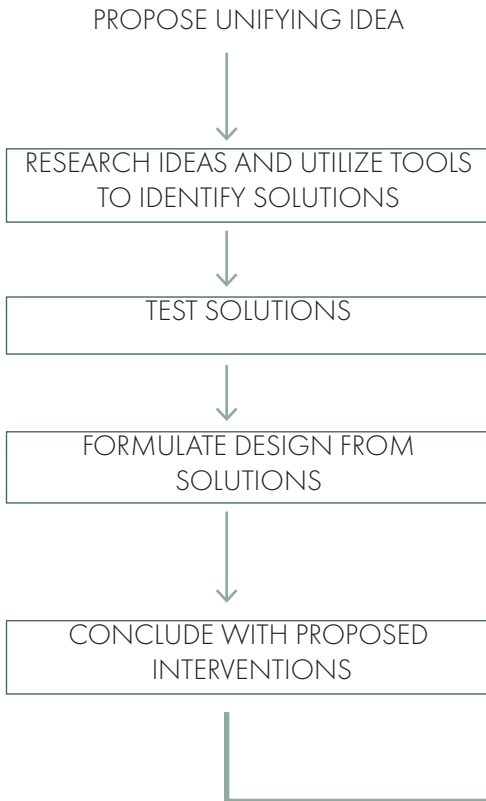 PROPOSE UNIFYING IDEA
RESEARCH IDEAS AND UTILIZE TOOLS
TO IDENTIFY SOLUTIONS
TEST SOLUTIONS
FORMULATE DESIGN FROM
SOLUTIONS
CONCLUDE WITH PROPOSED
INTERVENTIONS